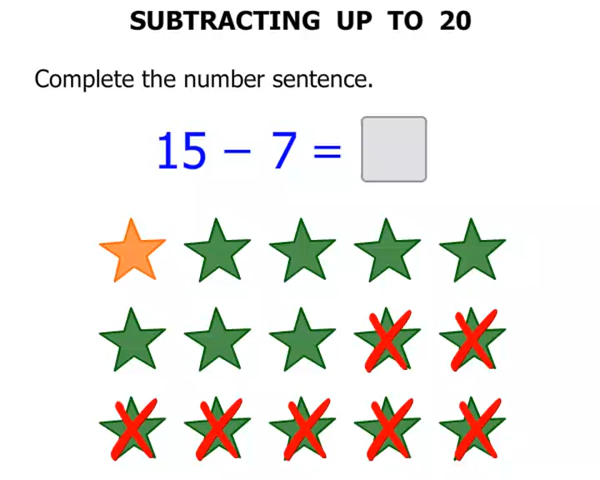 SUBTRACTING UP TO 20
Complete the number sentence.
15 − 7 =